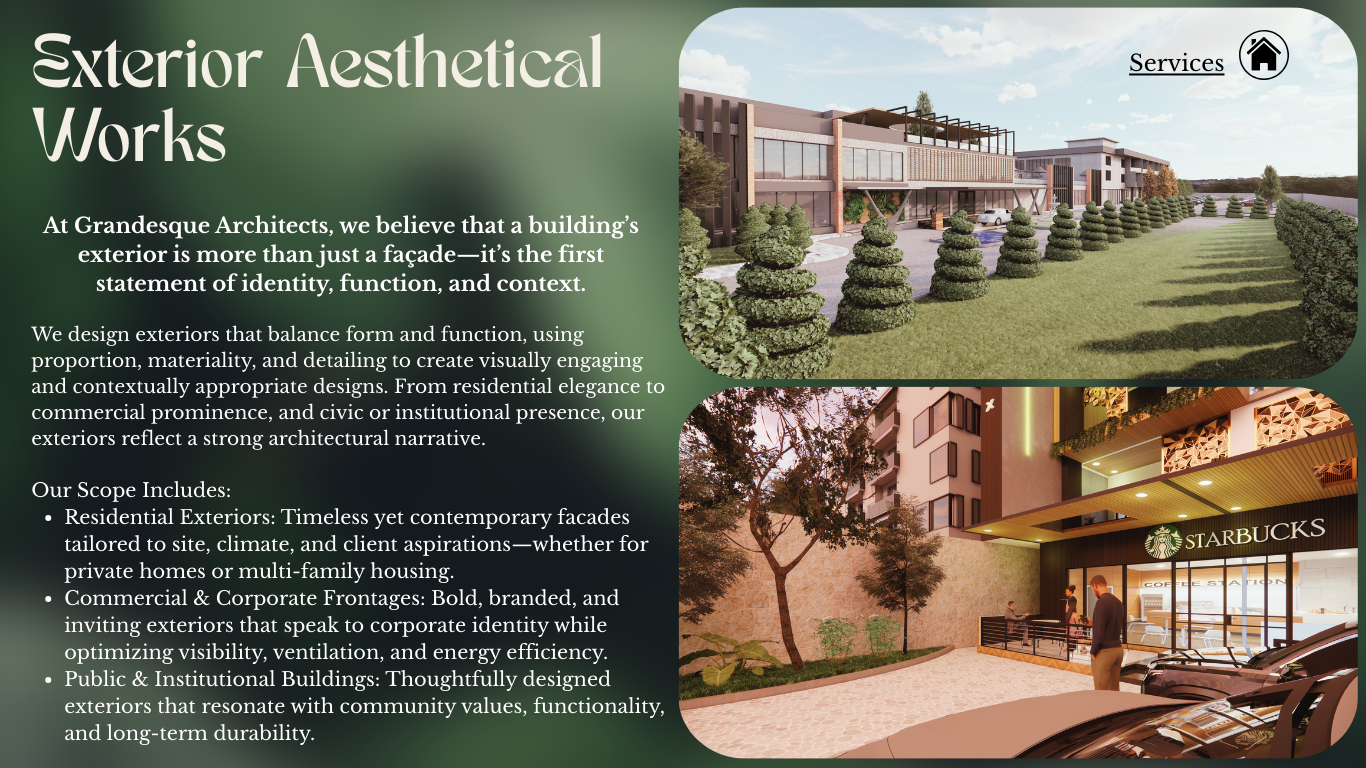 Exterior Aesthetical
Works
At Grandesque Architects, we believe that a building’s
exterior is more than just a façade—it’s the first
statement of identity, function, and context.
We design exteriors that balance form and function, using
proportion, materiality, and detailing to create visually engaging
and contextually appropriate designs. From residential elegance to
commercial prominence, and civic or institutional presence, our
exteriors reflect a strong architectural narrative.
Our Scope Includes:
• Residential Exteriors: Timeless yet contemporary facades
tailored to site, climate, and client aspirations—whether for
private homes or multi-family housing.
• Commercial & Corporate Frontages: Bold, branded, and
inviting exteriors that speak to corporate identity while
optimizing visibility, ventilation, and energy efficiency.
• Public & Institutional Buildings: Thoughtfully designed
exteriors that resonate with community values, functionality,
and long-term durability.
Services
STARBUCKS
COFFEE STATION